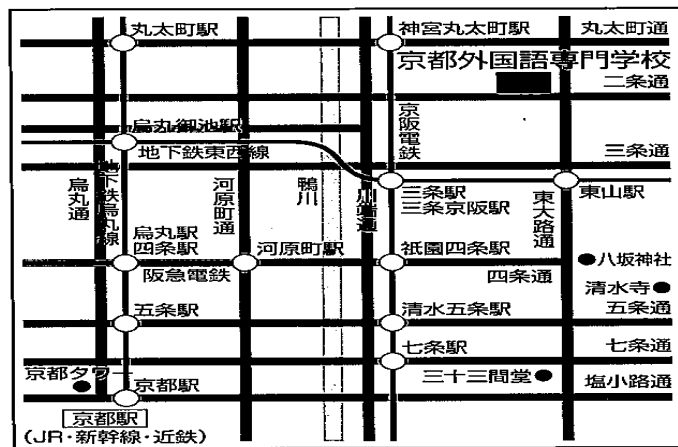 丸太町駅
神宮丸太町駅
丸太町通
京都外国語専門学校
二条通
烏丸御池駅
京阪電鉄
地下鉄東西線
三条通
地下鉄烏丸線
烏丸通
河原町通
鴨川
川端通
三条駅
三条京阪駅
東大路通
東山駅
烏丸駅
四条駅
河原町駅
祇園四条駅
八坂神社
阪急電鉄
四条通
清水寺
五条駅
清水五条駅
五条通
七条駅
七条通
京都タワー
京都駅
三十三間堂
塩小路通
京都駅
(JR・新幹線・近鉄)